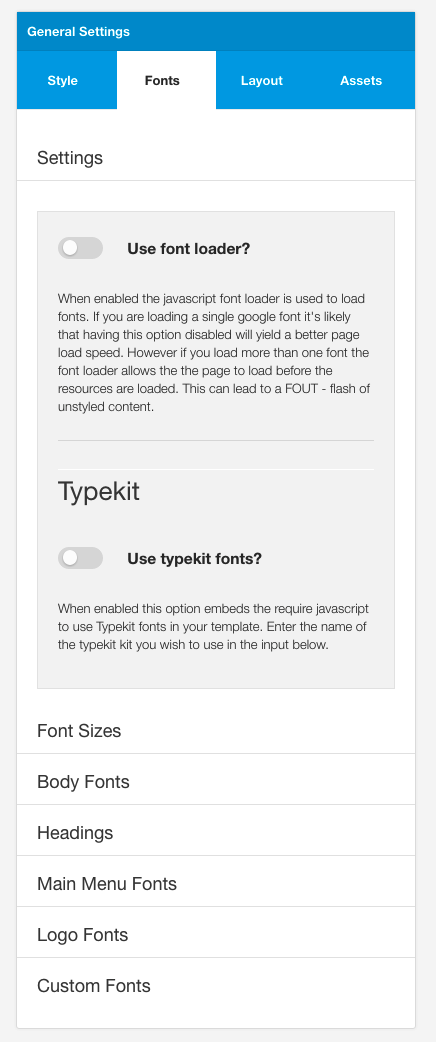 General Settings
Style
Fonts
Layout
Assets
Settings
Use font loader?
When enabled the javascript font loader is used to load
fonts. If you are loading a single google font it's likely
that having this option disabled will yield a better page
load speed. However if you load more than one font the
font loader allows the the page to load before the
resources are loaded. This can lead to a FOUT - flash of
unstyled content.
Typekit
Use typekit fonts?
When enabled this option embeds the require javascript
to use Typekit fonts in your template. Enter the name of
the typekit kit you wish to use in the input below.
Font Sizes
Body Fonts
Headings
Main Menu Fonts
Logo Fonts
Custom Fonts